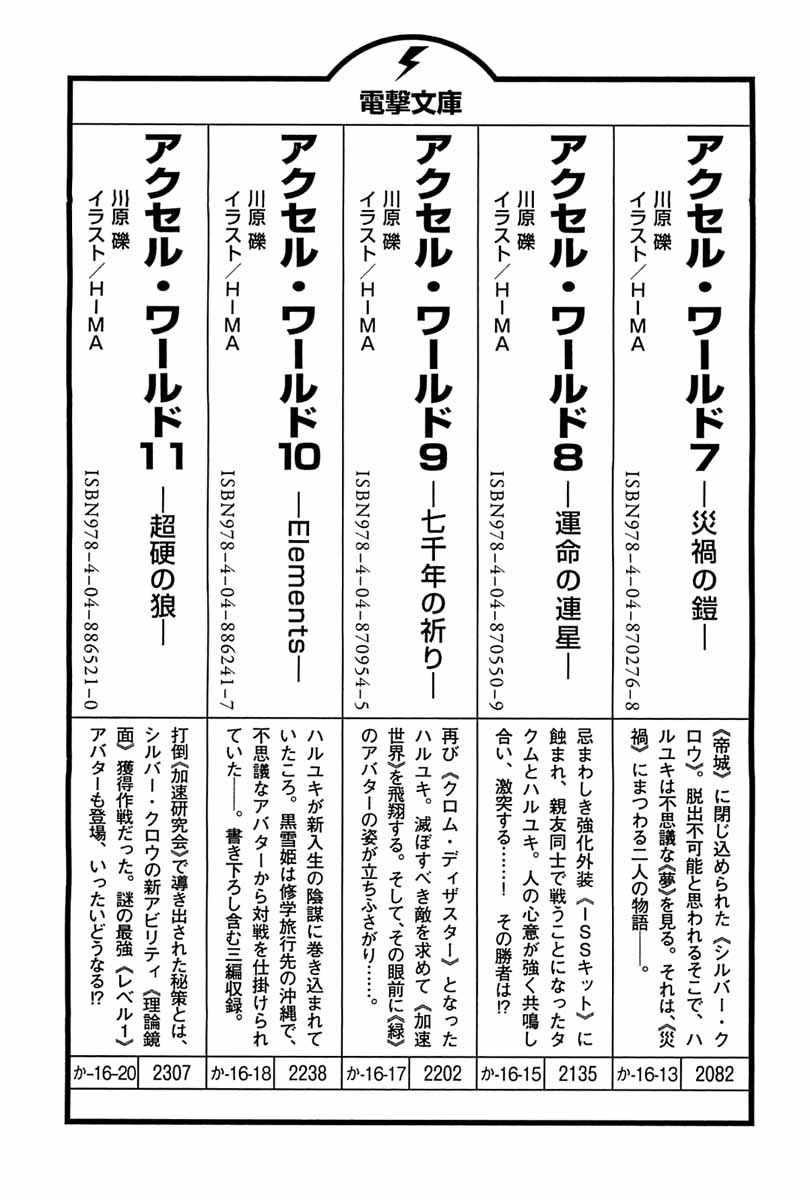 電撃文庫
アクセル・ワールド7 ―災禍の鎧―
川原 礫
イラスト／HIMA
ISBN978-4-04-870276-8
《帝城》に閉じ込められた《シルバー・ク
ロウ》。脱出不可能と思われるそこで、ハ
ルユキは不思議な《夢》を見る。それは、《災
禍》にまつわる二人の物語――。
か-16-13
2082
アクセル・ワールド8 ―運命の連星―
川原 礫
イラスト／HIMA
ISBN978-4-04-870550-9
忌まわしき強化外装《ISSキット》に
蝕まれ、親友同士で戦うことになったタ
クムとハルユキ。人の心意が強く共鳴し
合い、激突する……！　その勝者は!?
か-16-15
2135
アクセル・ワールド9 ―七千年の祈り―
川原 礫
イラスト／HIMA
ISBN978-4-04-870954-5
再び《クロム・ディザスター》となった
ハルユキ。滅ぼすべき敵を求めて《加速
世界》を飛翔する。そして、その眼前に《緑》
のアバターの姿が立ちふさがり……。
か-16-17
2202
アクセル・ワールド10 ―Elements―
川原 礫
イラスト／HIMA
ISBN978-4-04-886241-7
ハルユキが新入生の陰謀に巻き込まれて
いたころ。黒雪姫は修学旅行先の沖縄で、
不思議なアバターから対戦を仕掛けられ
ていた――。書き下ろし含む三編収録。
か-16-18
2238
アクセル・ワールド11 ―超硬の狼―
川原 礫
イラスト／HIMA
ISBN978-4-04-886521-0
打倒《加速研究会》で導き出された秘策とは、
シルバー・クロウの新アビリティ《理論鏡
面》獲得作戦だった。謎の最強《レベル1》
アバターも登場、いったいどうなる!?
か-16-20
2307